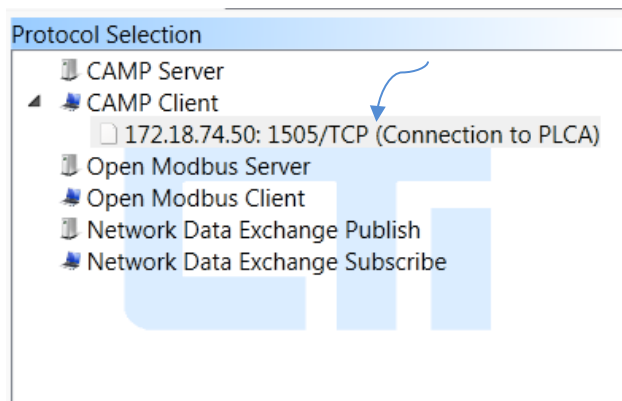 Protocol Selection
CAMP Server
CAMP Client
172.18.74.50: 1505/TCP (Connection to PLCA)
Open Modbus Server
Open Modbus Client
Network Data Exchange Publish
Network Data Exchange Subscribe
CTi